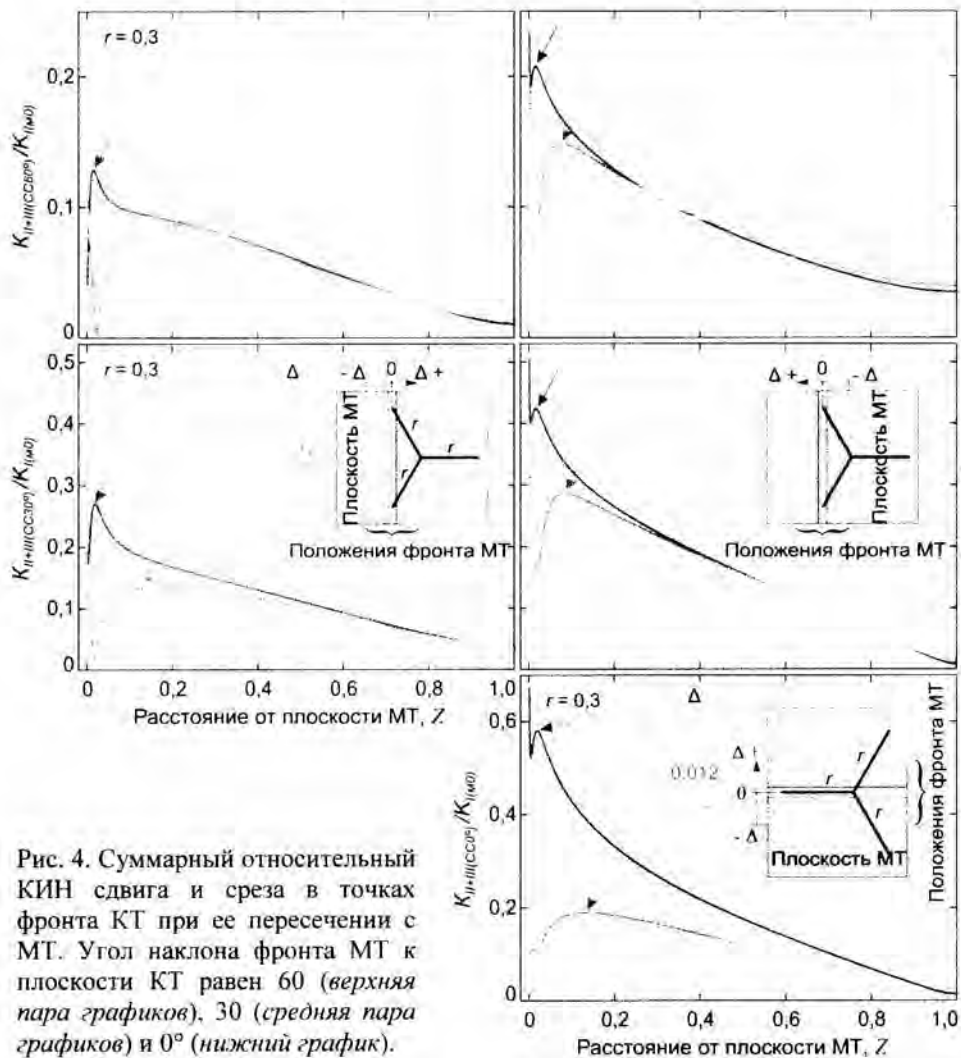 r = 0,3
0,2
0,1
0
K_{II+III(CC60°)}/K_{I(M0)}
r = 0,3
0,5
0,4
0,3
0,2
0,1
0
K_{II+III(CC30°)}/K_{I(M0)}
Δ - Δ 0 Δ +
Плоскость МТ
r
r
r
Положения фронта МТ
Δ + 0 - Δ
Плоскость МТ
Положения фронта МТ
0 0,2 0,4 0,6 0,8
Расстояние от плоскости МТ, Z
1,0
r = 0,3
0,6
0,4
0,2
0
K_{II+III(CC0°)}/K_{I(M0)}
Δ
0.012
Δ +
0
- Δ
r
r
r
Плоскость МТ
Положения фронта МТ
0 0,2 0,4 0,6 0,8 1,0
Расстояние от плоскости МТ, Z
Рис. 4. Суммарный относительный
КИН сдвига и среза в точках
фронта КТ при ее пересечении с
МТ. Угол наклона фронта МТ к
плоскости КТ равен 60 (верхняя
пара графиков), 30 (средняя пара
графиков) и 0° (нижний график).